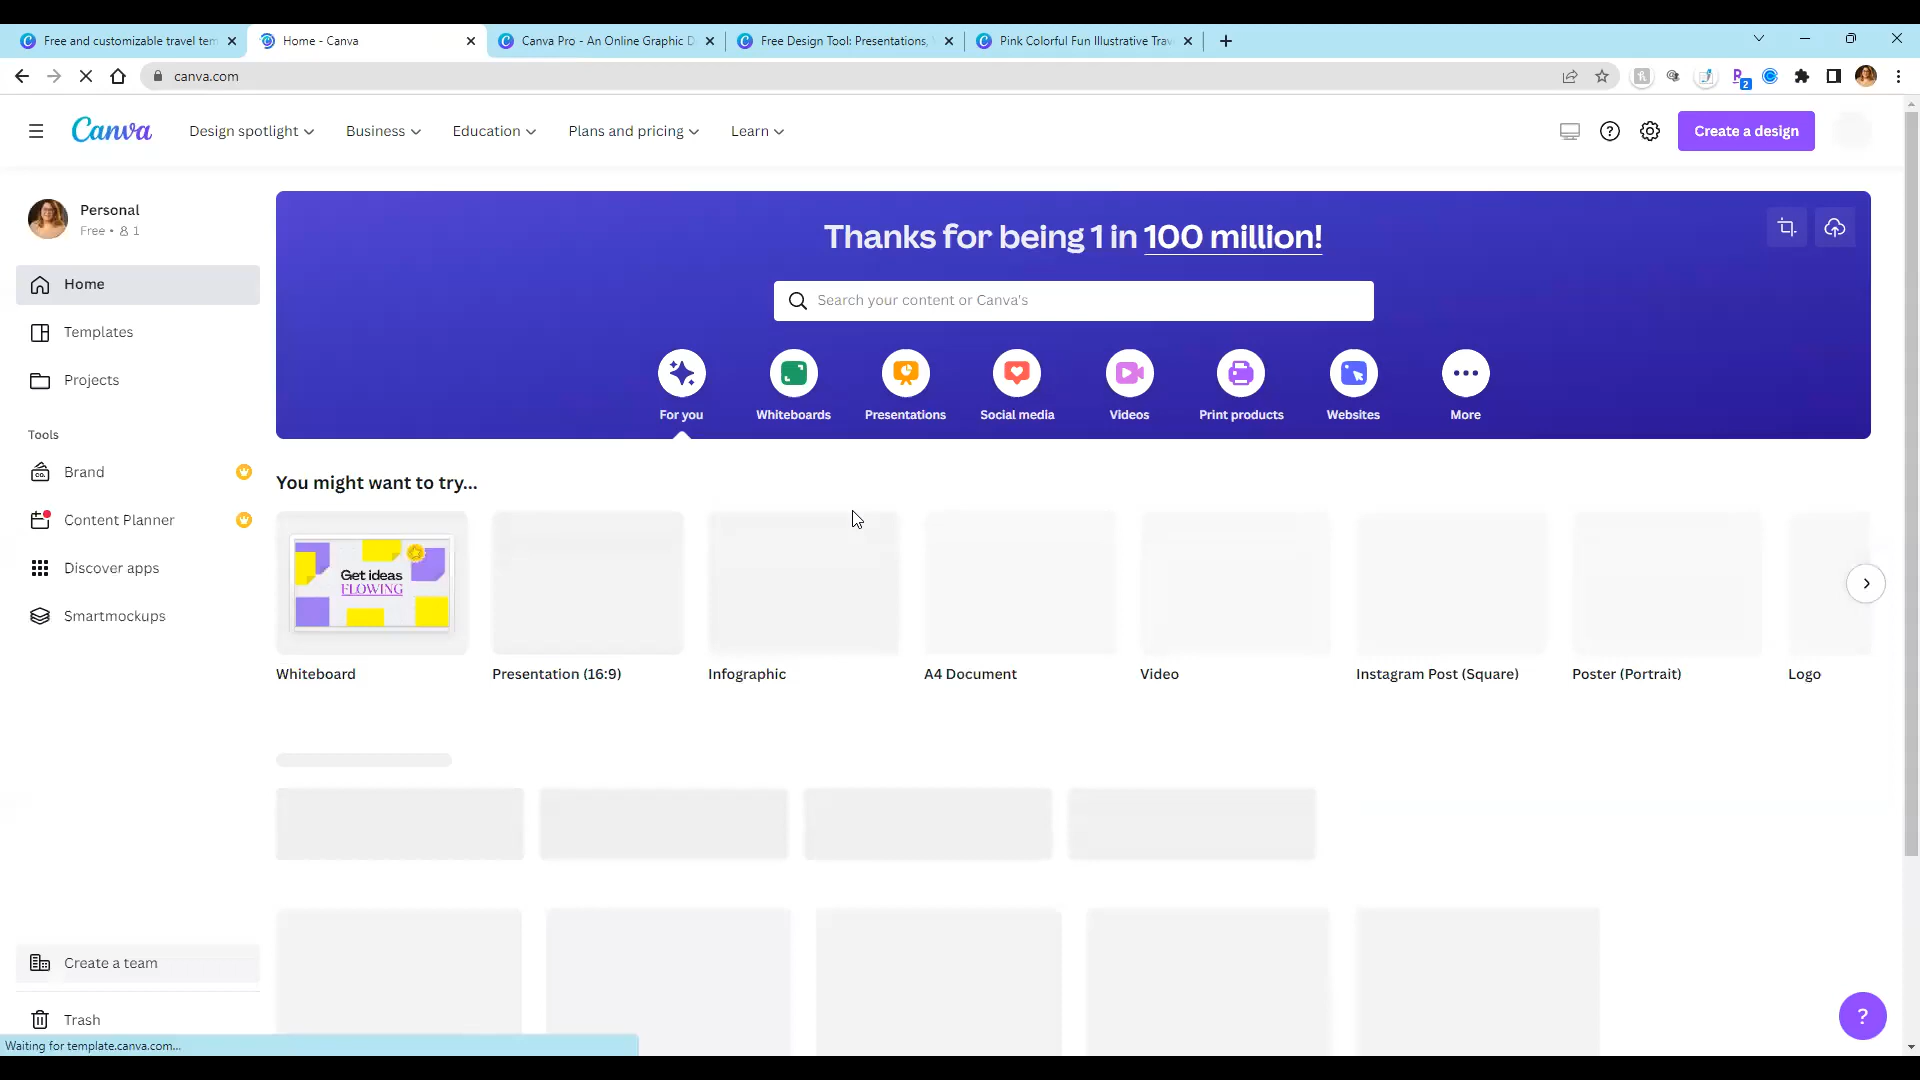 Free and customizable travel tem
Home - Canva
Canva Pro - An Online Graphic D
Free Design Tool: Presentations,
Pink Colorful Fun Illustrative Trav
canva.com
2
Canva
Design spotlight
Business
Education
Plans and pricing
Learn
Create a design
Personal
Free • 1
Home
Templates
Projects
Tools
Brand
Content Planner
Discover apps
Smartmockups
Create a team
Trash
Thanks for being 1 in 100 million!
Search your content or Canva's
For you
Whiteboards
Presentations
Social media
Videos
Print products
Websites
More
You might want to try...
Get ideas
FLOWING
Whiteboard
Presentation (16:9)
Infographic
A4 Document
Video
Instagram Post (Square)
Poster (Portrait)
Logo
?
Waiting for template.canva.com...